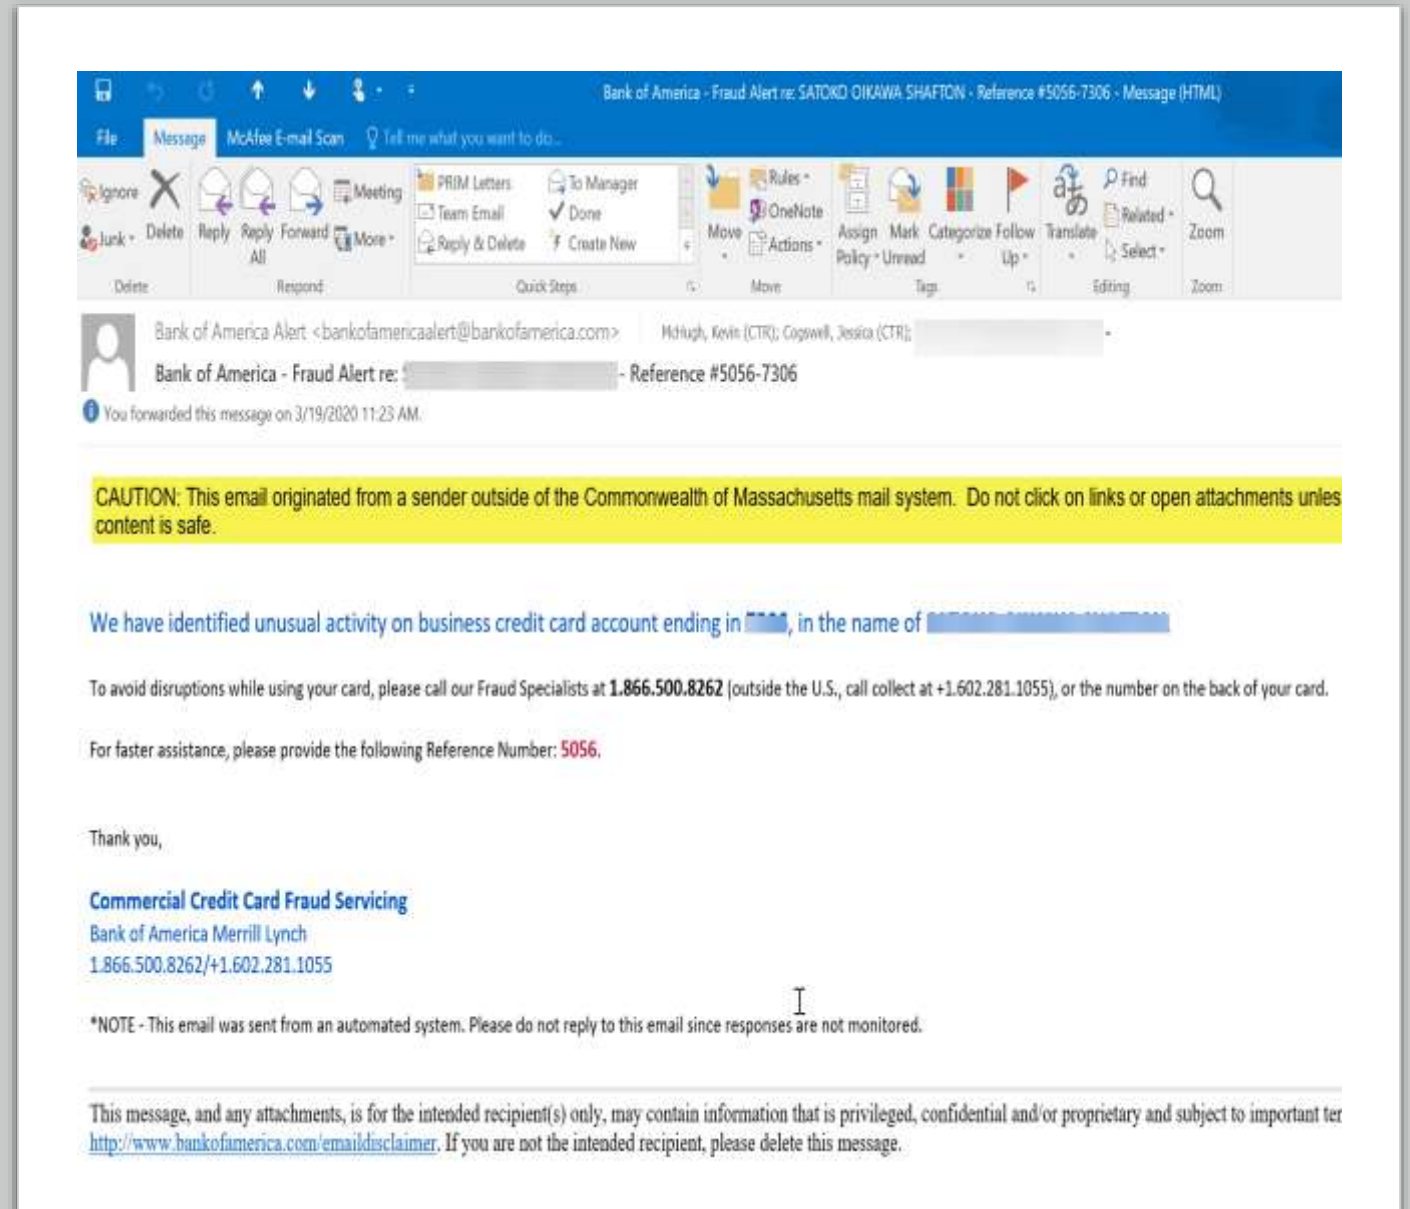 Bank of America - Fraud Alert re: SATOKO OIKAWA SHAFTON - Reference #5056-7306 - Message (HTML)
File Message McAfee E-mail Scan Tell me what you want to do...
Ignore
Junk
Delete
Reply
Reply All
Forward
Meeting
More
PRIM Letters
Team Email
Reply & Delete
To Manager
Done
Create New
Move
Rules
OneNote
Actions
Assign Policy
Mark Unread
Categorize
Follow Up
Translate
Find
Related
Select
Zoom
Delete Respond Quick Steps Move Tags Editing Zoom
Bank of America Alert <bankofamericaalert@bankofamerica.com> McHugh, Kevin (CTR); Cogswell, Jessica (CTR);
Bank of America - Fraud Alert re: - Reference #5056-7306
You forwarded this message on 3/19/2020 11:23 AM.
CAUTION: This email originated from a sender outside of the Commonwealth of Massachusetts mail system. Do not click on links or open attachments unles
content is safe.
We have identified unusual activity on business credit card account ending in , in the name of
To avoid disruptions while using your card, please call our Fraud Specialists at 1.866.500.8262 (outside the U.S., call collect at +1.602.281.1055), or the number on the back of your card.
For faster assistance, please provide the following Reference Number: 5056.
Thank you,
Commercial Credit Card Fraud Servicing
Bank of America Merrill Lynch
1.866.500.8262/+1.602.281.1055
*NOTE - This email was sent from an automated system. Please do not reply to this email since responses are not monitored.
This message, and any attachments, is for the intended recipient(s) only, may contain information that is privileged, confidential and/or proprietary and subject to important ter
http://www.bankofamerica.com/emaildisclaimer. If you are not the intended recipient, please delete this message.